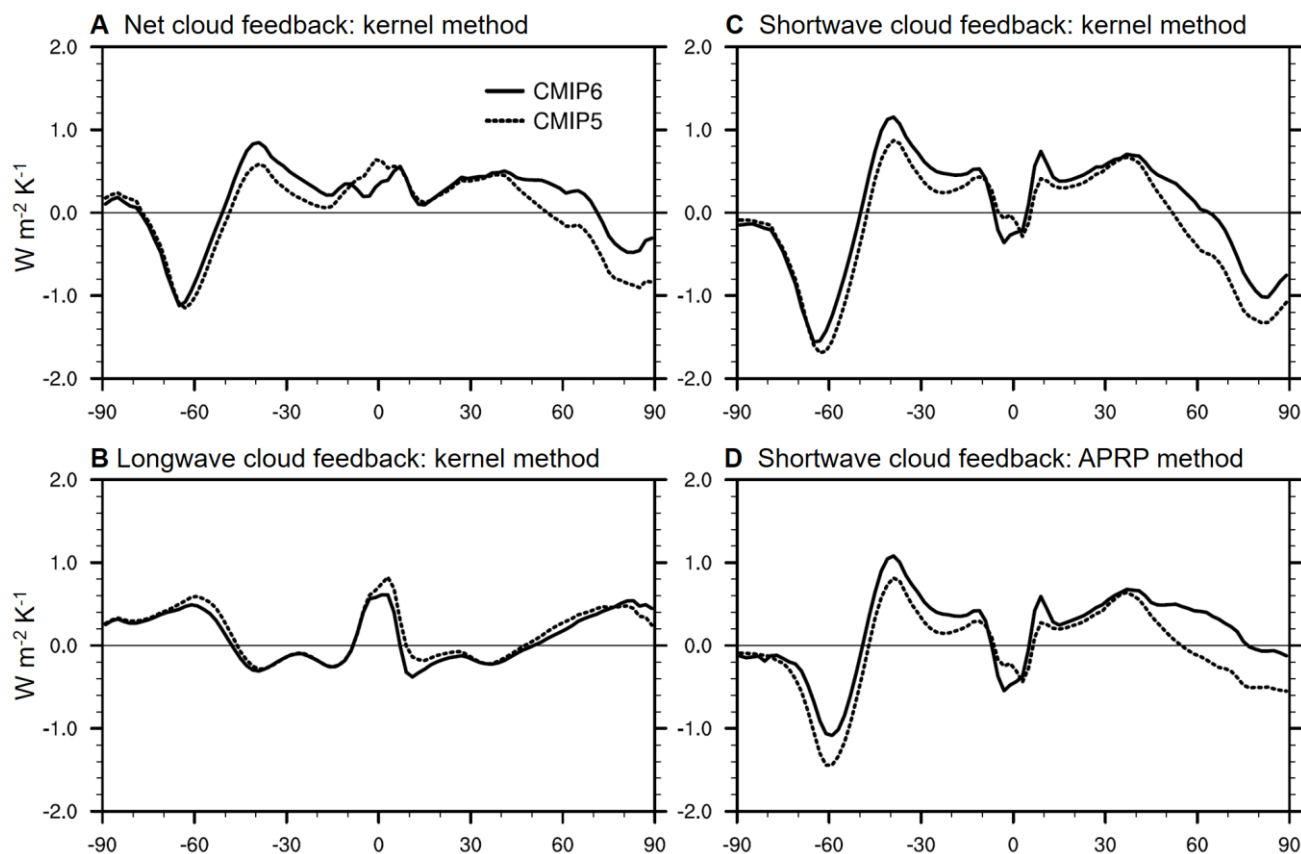 A Net cloud feedback: kernel method
2.0
1.0
0.0
-1.0
-2.0
W m-2 K-1
CMIP6
CMIP5
-90 -60 -30 0 30 60 90
C Shortwave cloud feedback: kernel method
2.0
1.0
0.0
-1.0
-2.0
-90 -60 -30 0 30 60 90
B Longwave cloud feedback: kernel method
2.0
1.0
0.0
-1.0
-2.0
W m-2 K-1
-90 -60 -30 0 30 60 90
D Shortwave cloud feedback: APRP method
2.0
1.0
0.0
-1.0
-2.0
-90 -60 -30 0 30 60 90